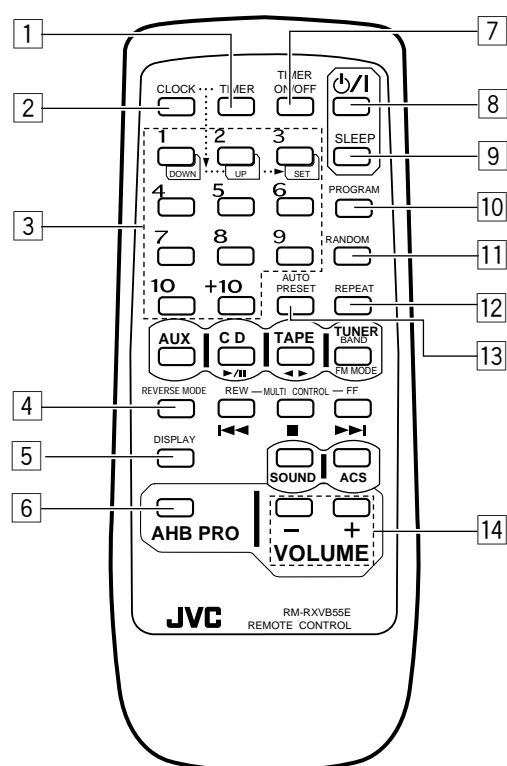 1
7
CLOCK
TIMER
TIMER
ON/OFF
⏻/I
2
8
1
2
3
SLEEP
9
DOWN
UP
SET
4
5
6
PROGRAM
10
3
7
8
9
RANDOM
11
10
+10
AUTO
PRESET
REPEAT
12
13
AUX
CD
TAPE
TUNER
BAND
►/II
◄ ►
FM MODE
4
REVERSE MODE
REW — MULTI CONTROL — FF
I◄◄
■
►►I
5
DISPLAY
SOUND
ACS
6
AHB PRO
–
+
14
VOLUME
JVC
RM-RXVB55E
REMOTE CONTROL